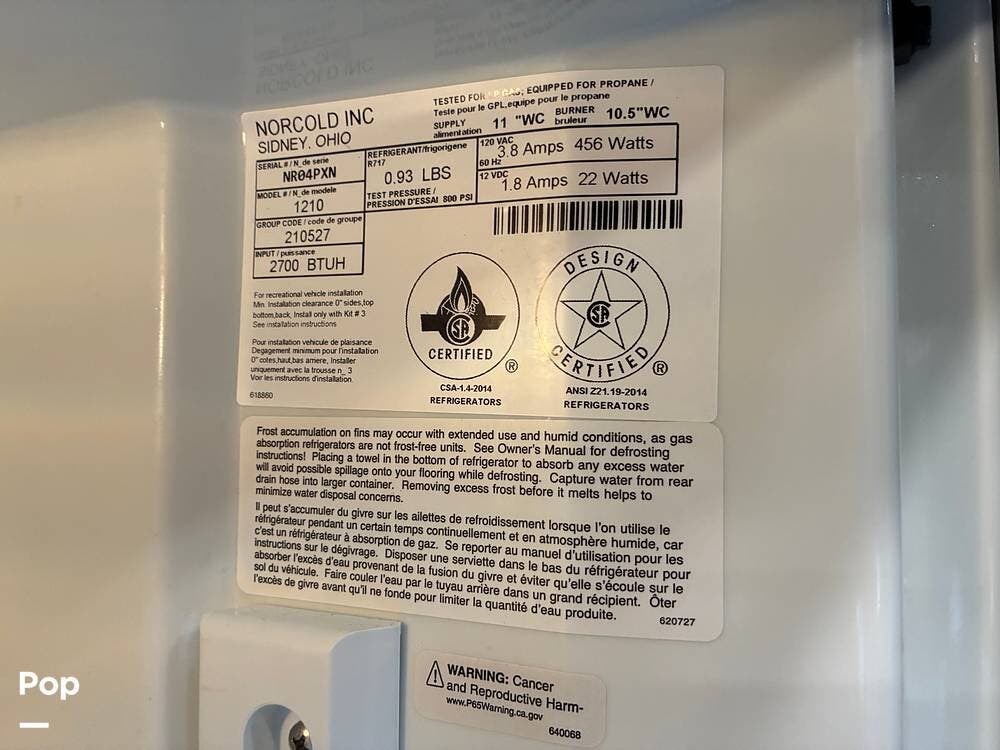 NORCOLD INC
SIDNEY, OHIO
TESTED FOR GAS; EQUIPPED FOR PROPANE /
Teste pour le GPL,equipe pour le propane
SUPPLY
alimentation 11 "WC BURNER
bruleur 10.5"WC
SERIAL # / N_de serie
NR04PXN
MODEL # / N_de modele
1210
GROUP CODE / code de groupe
210527
INPUT / puissance
2700 BTUH
REFRIGERANT/frigorigene
R717
0.93 LBS
TEST PRESSURE /
PRESSION D'ESSAI 800 PSI
120 VAC
60 Hz
3.8 Amps 456 Watts
12 VDC
1.8 Amps 22 Watts
For recreational vehicle installation
Min. Installation clearance 0" sides,top
bottom,back, Install only with Kit # 3
See installation instructions
Pour installation vehicule de plaisance
Degagement minimum pour l'installation
0" cotes,haut,bas arriere, Installer
uniquement avec la trousse n_ 3
Voir les instructions d'installation.
618860
SA
CERTIFIED
®
CSA-1.4-2014
REFRIGERATORS
DESIGN
SA
CERTIFIED
®
ANSI Z21.19-2014
REFRIGERATORS
Frost accumulation on fins may occur with extended use and humid conditions, as gas
absorption refrigerators are not frost-free units. See Owner's Manual for defrosting
instructions! Placing a towel in the bottom of refrigerator to absorb any excess water
will avoid possible spillage onto your flooring while defrosting. Capture water from rear
drain hose into larger container. Removing excess frost before it melts helps to
minimize water disposal concerns.
Il peut s'accumuler du givre sur les ailettes de refroidissement lorsque l'on utilise le
réfrigérateur pendant un certain temps continuellement et en atmosphère humide, car
c'est un réfrigérateur à absorption de gaz. Se reporter au manuel d'utilisation pour les
instructions sur le dégivrage. Disposer une serviette dans le bas du réfrigérateur pour
absorber l'excès d'eau provenant de la fusion du givre et éviter qu'elle s'écoule sur le
sol du véhicule. Faire couler l'eau par le tuyau arrière dans un grand récipient. Ôter
l'excès de givre avant qu'il ne fonde pour limiter la quantité d'eau produite.
620727
WARNING: Cancer
and Reproductive Harm-
www.P65Warning.ca.gov
640068
Pop